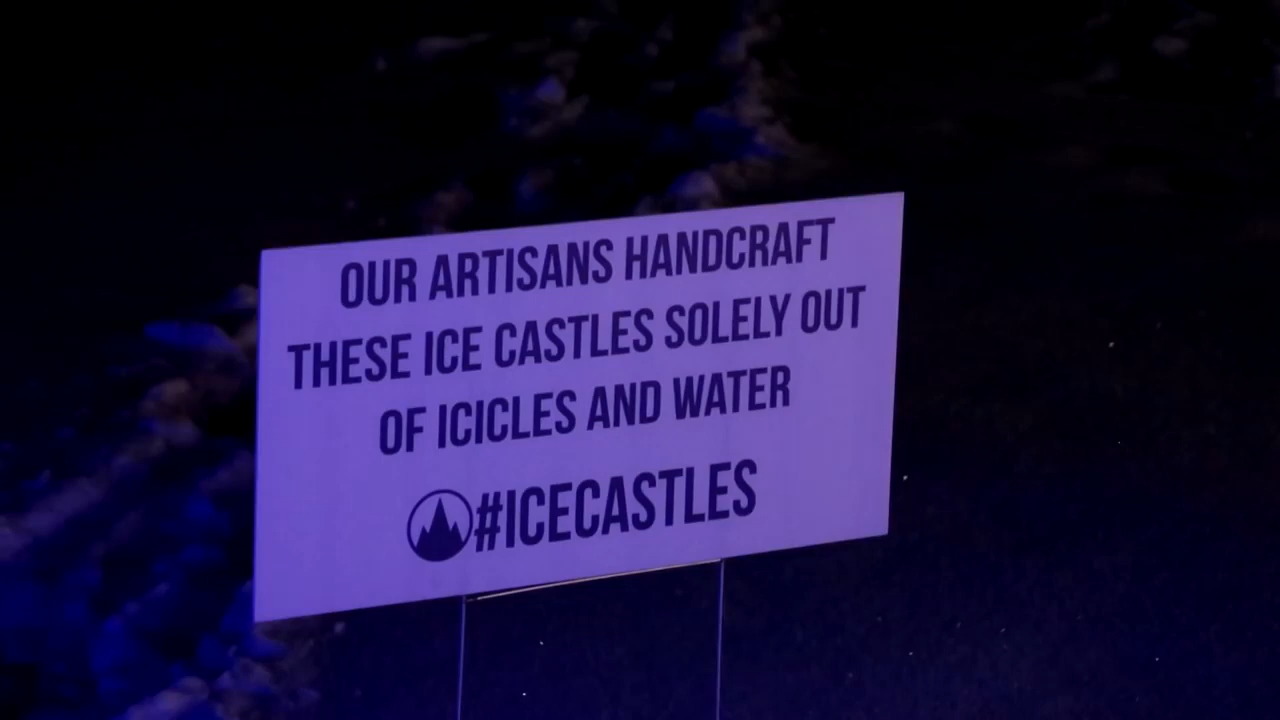 OUR ARTISANS HANDCRAFT
THESE ICE CASTLES SOLELY OUT
OF ICICLES AND WATER
#ICECASTLES